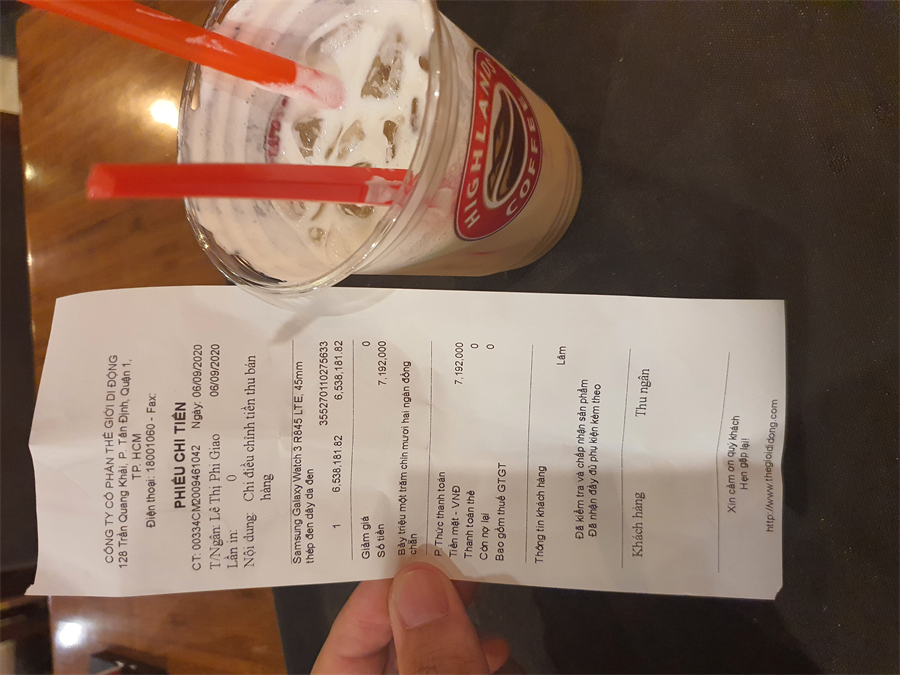 HIGHLANDS
COFFEE
CÔNG TY CỔ PHẦN THẾ GIỚI DI ĐỘNG
128 Trần Quang Khải, P. Tân Định, Quận 1,
TP. HCM
Điện thoại: 18001060 - Fax:
PHIẾU CHI TIỀN
CT: 00334CM2009461042 Ngày: 06/09/2020
T/Ngân: Lê Thị Phi Giao 06/09/2020
Lần in: 0
Nội dung: Chi điều chỉnh tiền thu bán
hàng
Samsung Galaxy Watch 3 R845 LTE, 45mm
thép đen dây da đen 355270110275633
1 6,538,181.82 6,538,181.82
Giảm giá 0
Số tiền 7,192,000
Bảy triệu một trăm chín mươi hai ngàn đồng
chẵn
P. Thức thanh toán
Tiền mặt - VNĐ 7,192,000
Thanh toán thẻ 0
Còn nợ lại 0
Bao gồm thuế GTGT
Thông tin khách hàng
Lâm
Đã kiểm tra và chấp nhận sản phẩm
Đã nhận đầy đủ phụ kiện kèm theo
Khách hàng Thu ngân
Xin cảm ơn quý khách
Hẹn gặp lại!
http://www.thegioididong.com